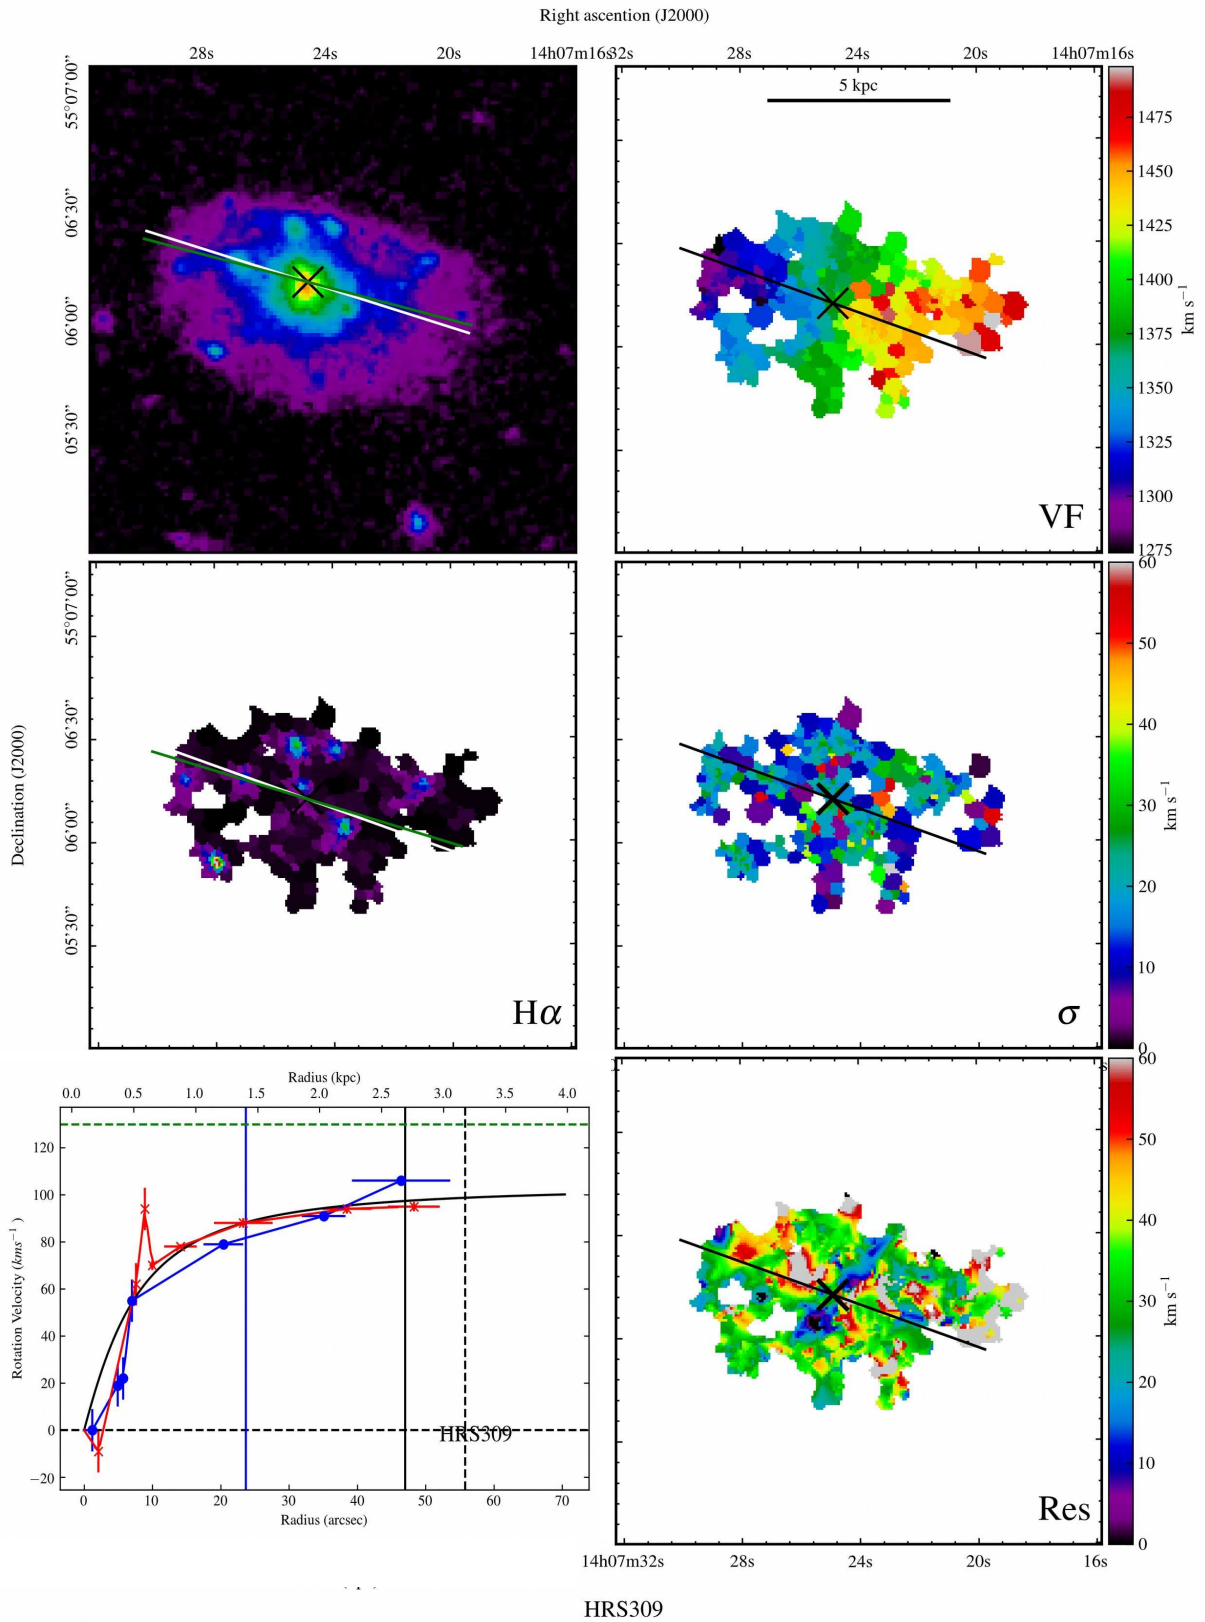 Right ascention (J2000)
28s 24s 20s 14h07m16s 32s 28s 24s 20s 14h07m16s
55°07'00"
06'30"
06'00"
05'30"
5 kpc
VF
1475
1450
1425
1400
1375
1350
1325
1300
1275
km s⁻¹
Declination (J2000)
55°07'00"
06'30"
06'00"
05'30"
Hα
σ
60
50
40
30
20
10
0
km s⁻¹
Radius (kpc)
0.0 0.5 1.0 1.5 2.0 2.5 3.0 3.5 4.0
Rotation Velocity (kms⁻¹)
120
100
80
60
40
20
0
−20
HRS309
0 10 20 30 40 50 60 70
Radius (arcsec)
Res
60
50
40
30
20
10
0
km s⁻¹
14h07m32s 28s 24s 20s 16s
HRS309